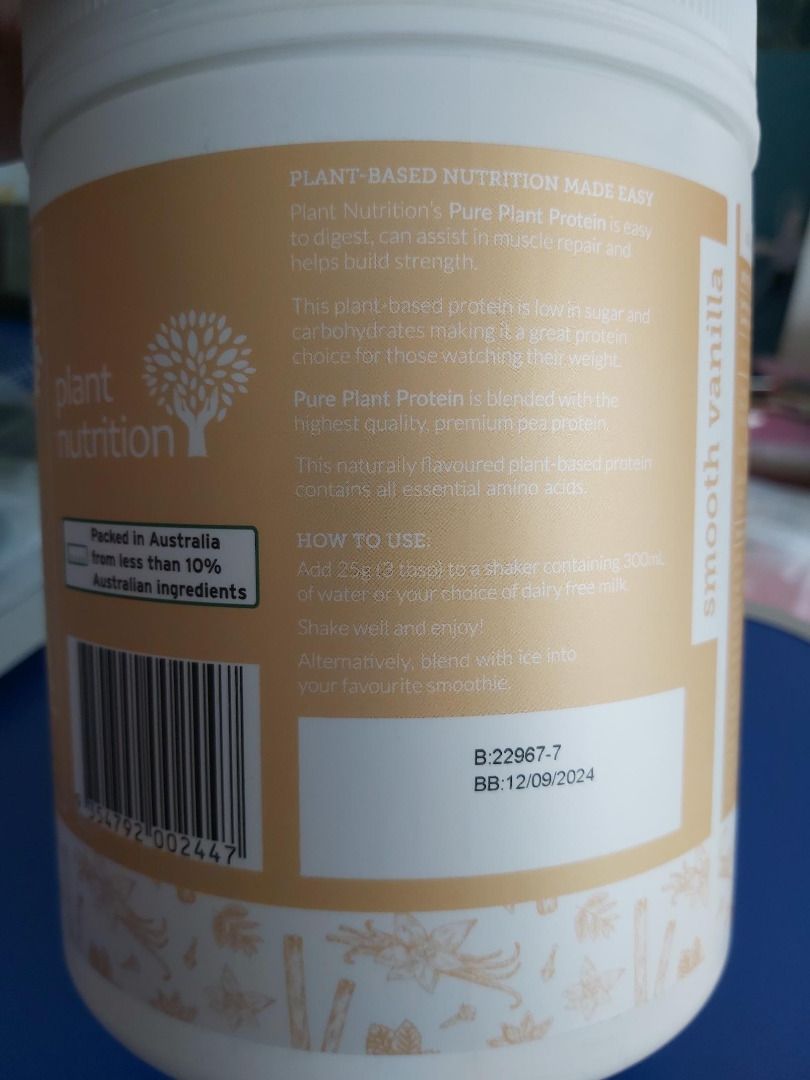 PLANT-BASED NUTRITION MADE EASY
Plant Nutrition's Pure Plant Protein is easy
to digest, can assist in muscle repair and
helps build strength.
This plant-based protein is low in sugar and
carbohydrates making it a great protein
choice for those watching their weight.
Pure Plant Protein is blended with the
highest quality, premium pea protein.
This naturally flavoured plant-based protein
contains all essential amino acids.
HOW TO USE:
Add 25g (3 tbsp) to a shaker containing 300mL
of water or your choice of dairy free milk.
Shake well and enjoy!
Alternatively, blend with ice into
your favourite smoothie.
B:22967-7
BB:12/09/2024
plant
nutrition
Packed in Australia
from less than 10%
Australian ingredients
354792 002447
smooth vanilla